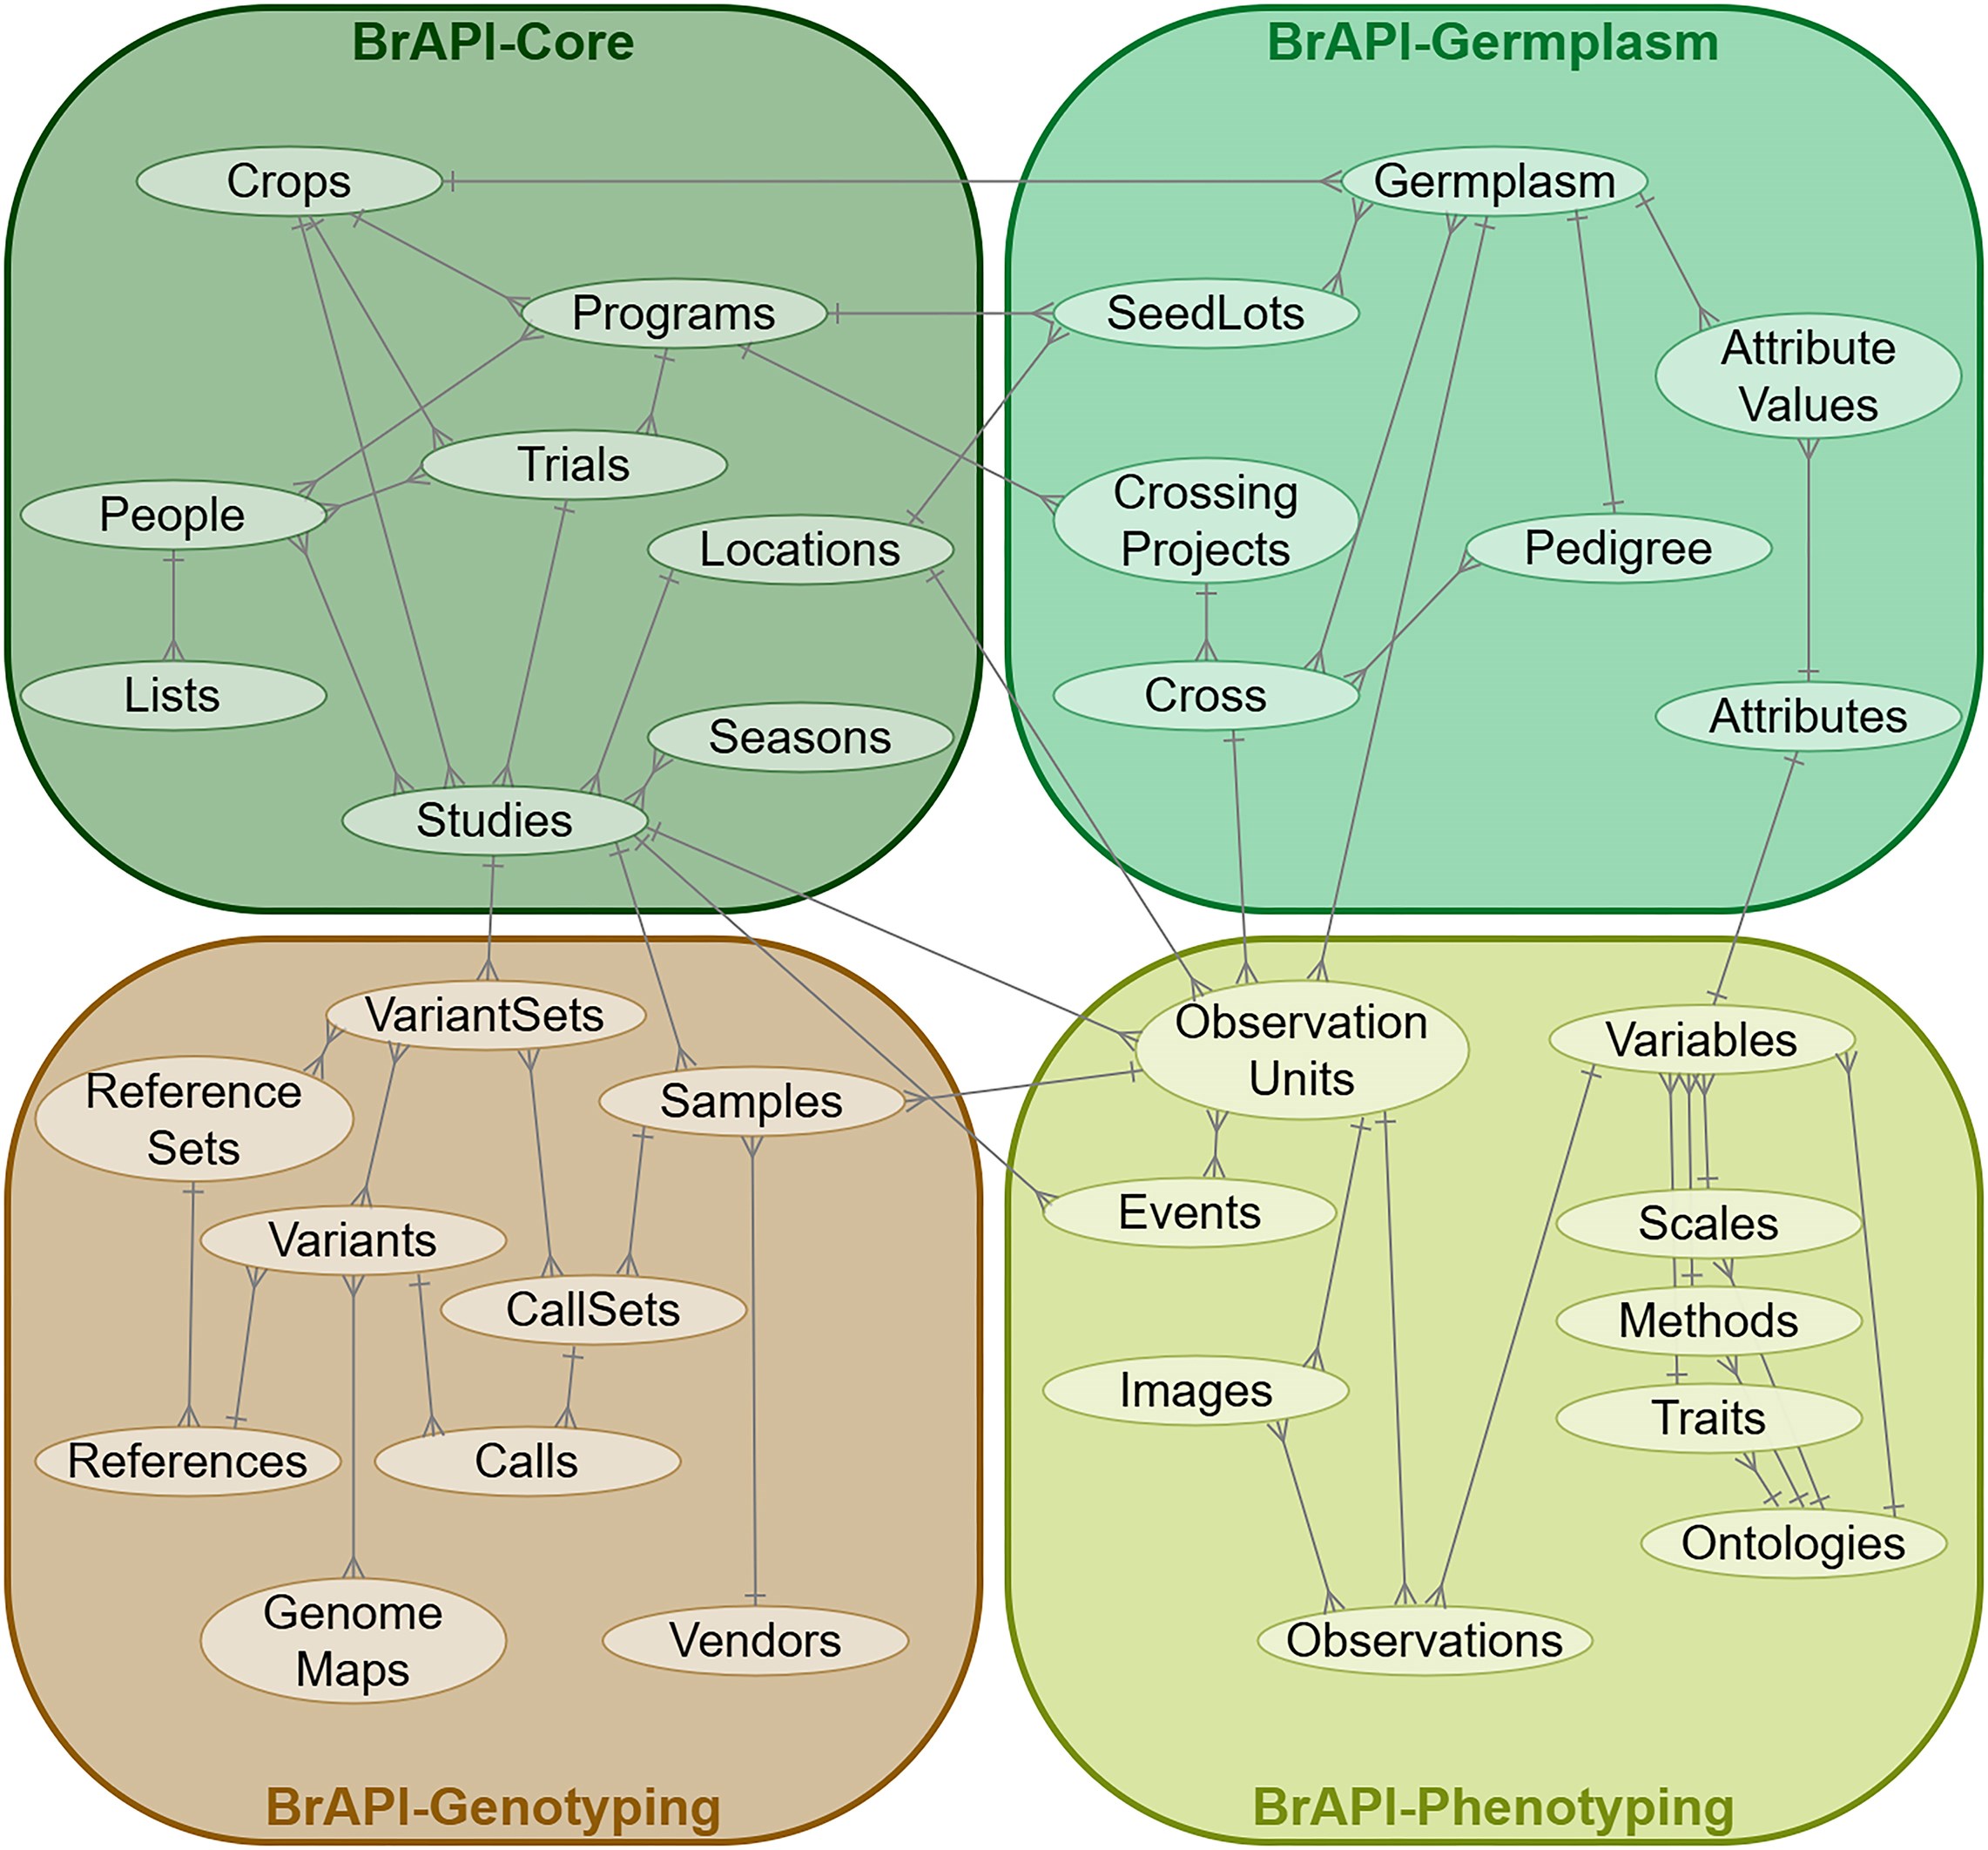 BrAPI-Core
Crops
Programs
Trials
People
Locations
Lists
Seasons
Studies
BrAPI-Germplasm
Germplasm
SeedLots
Attribute
Values
Crossing
Projects
Pedigree
Cross
Attributes
VariantSets
Reference
Sets
Samples
Variants
CallSets
References
Calls
Genome
Maps
Vendors
BrAPI-Genotyping
Observation
Units
Variables
Events
Scales
Methods
Images
Traits
Ontologies
Observations
BrAPI-Phenotyping